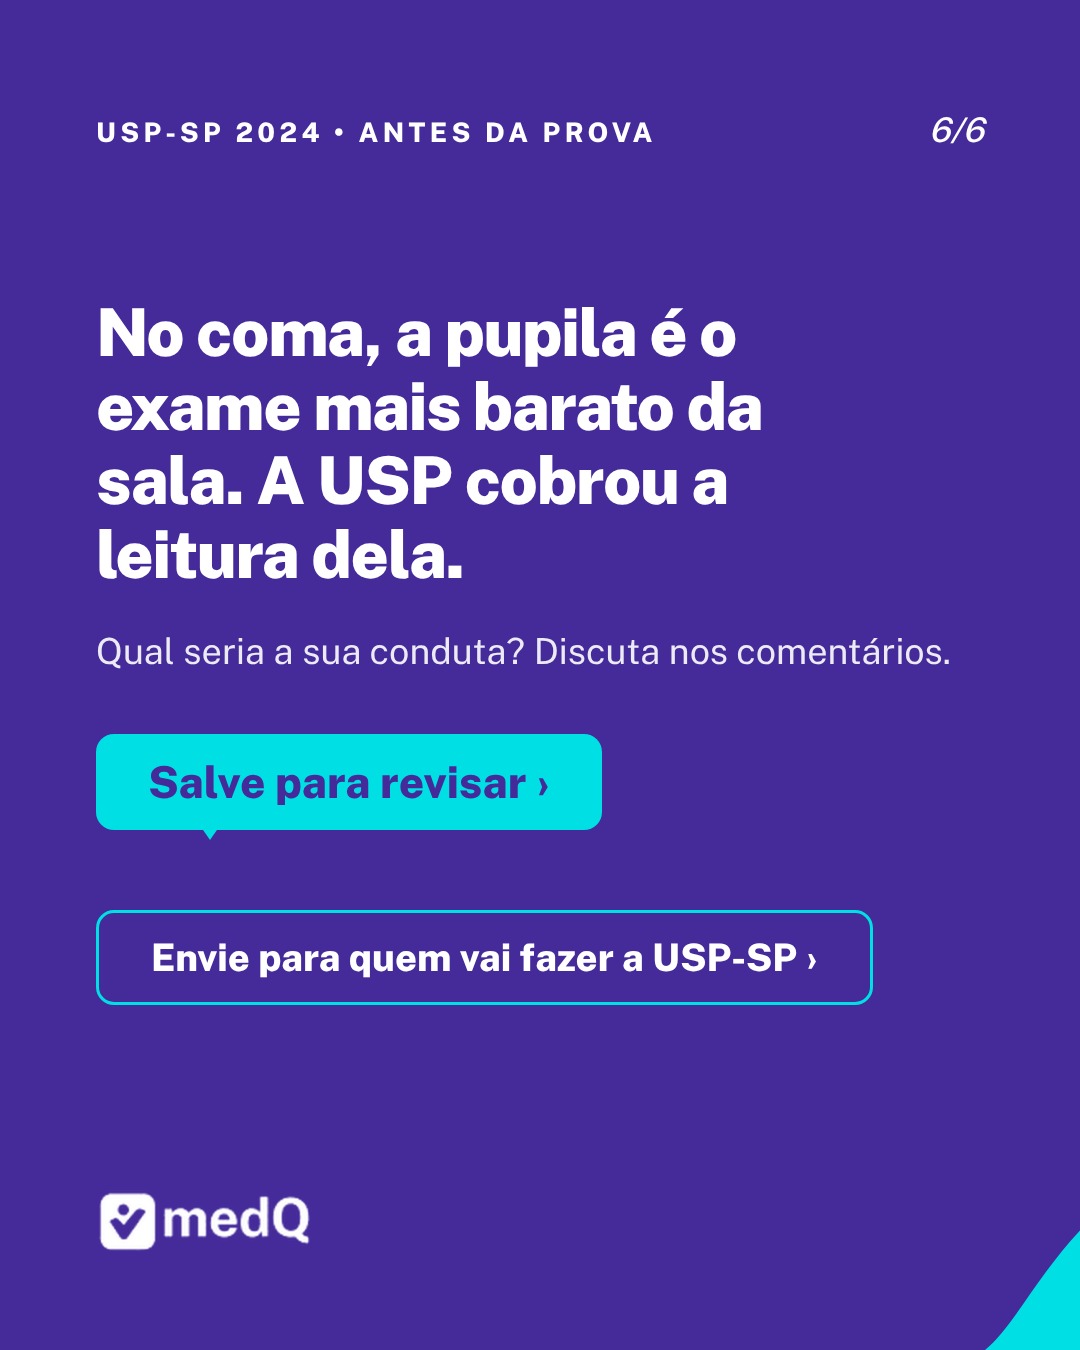 USP-SP 2024 • ANTES DA PROVA
6/6
No coma, a pupila é o
exame mais barato da
sala. A USP cobrou a
leitura dela.
Qual seria a sua conduta? Discuta nos comentários.
Salve para revisar ›
Envie para quem vai fazer a USP-SP ›
medQ